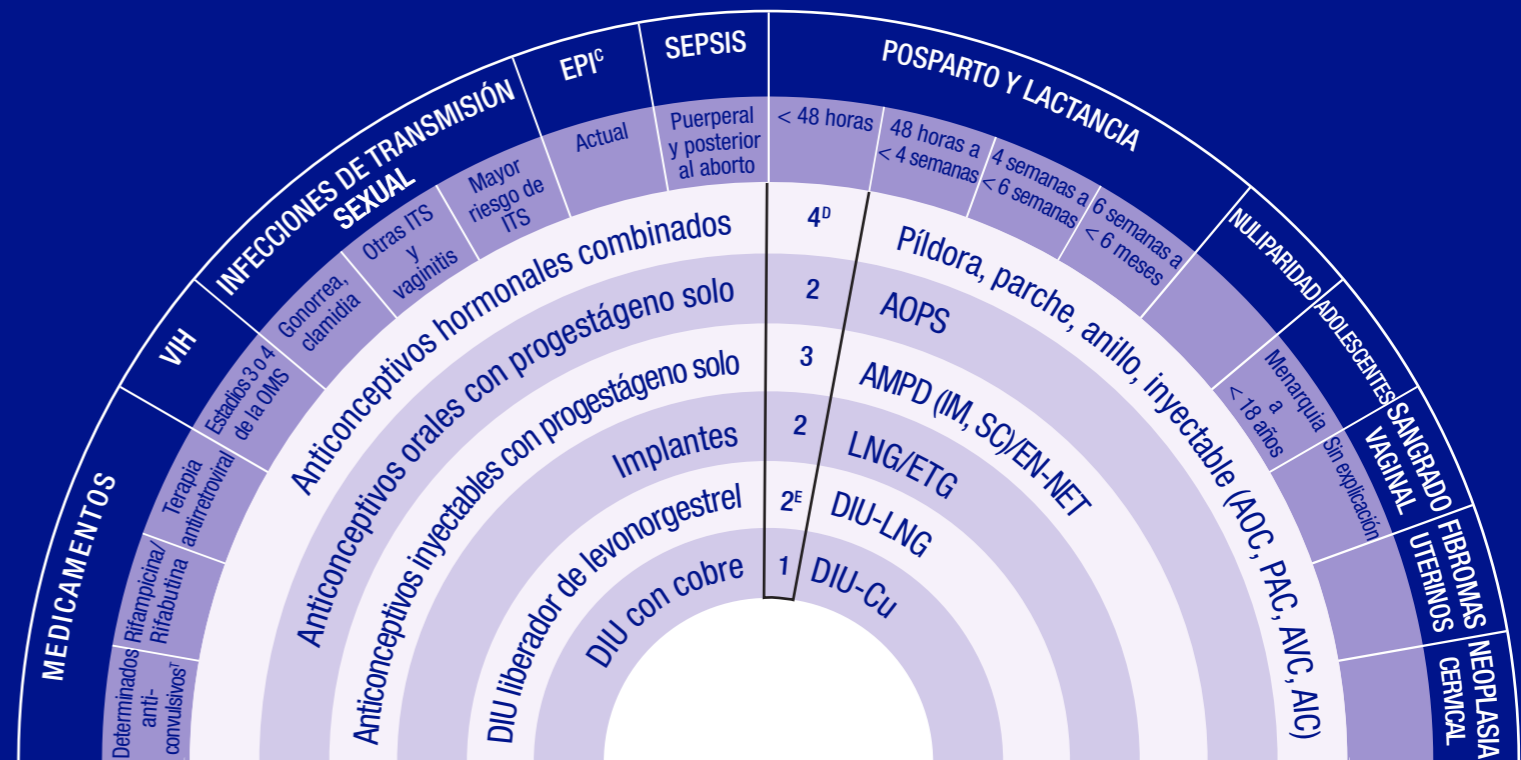 MEDICAMENTOS
VIH
INFECCIONES DE TRANSMISIÓN
SEXUAL
EPIᶜ
SEPSIS
POSPARTO Y LACTANCIA
NULIPARIDAD
ADOLESCENTES
SANGRADO
VAGINAL
FIBROMAS
UTERINOS
NEOPLASIA
CERVICAL
Determinados
anti-
convulsivosᵀ
Rifampicina/
Rifabutina
Terapia
antirretroviral
Estadios 3 o 4
de la OMS
Gonorrea,
clamidia
Otras ITS
y
vaginitis
Mayor
riesgo de
ITS
Actual
Puerperal
y posterior
al aborto
< 48 horas
48 horas a
< 4 semanas
4 semanas a
< 6 semanas
6 semanas a
< 6 meses
Menarquia
a
< 18 años
Sin explicación
Anticonceptivos hormonales combinados
4ᴰ
Píldora, parche, anillo, inyectable (AOC, PAC, AVC, AIC)
Anticonceptivos orales con progestágeno solo
2
AOPS
Anticonceptivos inyectables con progestágeno solo
3
AMPD (IM, SC)/EN-NET
Implantes
2
LNG/ETG
DIU liberador de levonorgestrel
2ᴱ
DIU-LNG
DIU con cobre
1
DIU-Cu